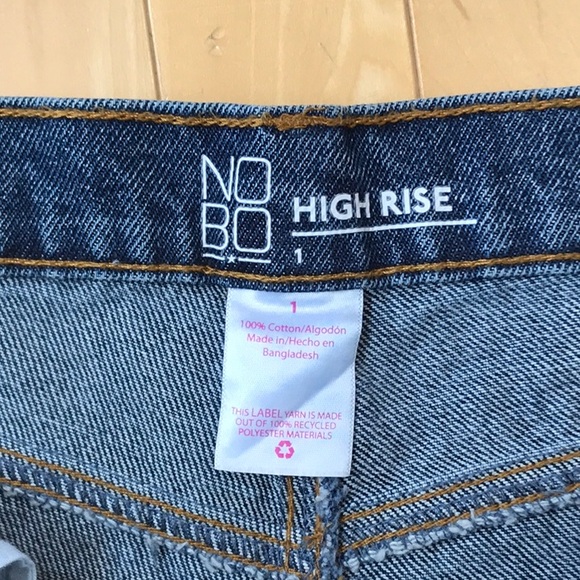 NO
BO
HIGH RISE
1
1
100% Cotton/Algodón
Made in/Hecho en
Bangladesh
THIS LABEL YARN IS MADE
OUT OF 100% RECYCLED
POLYESTER MATERIALS